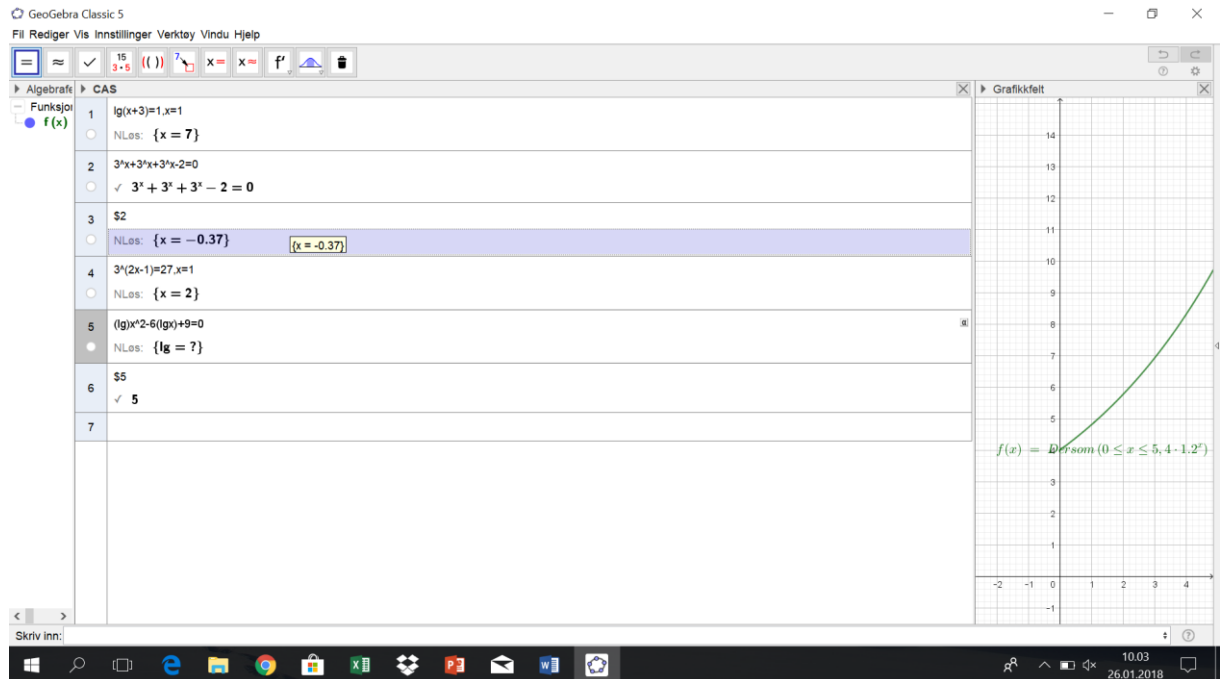 GeoGebra Classic 5
Fil Rediger Vis Innstillinger Verktøy Vindu Hjelp
= ≈ ✓ 15 3·5 (( )) 7 x= x≈ f′
Algebrafe
CAS
Grafikkfelt
Funksjor
f(x)
1 lg(x+3)=1,x=1
NLøs: {x = 7}
2 3^x+3^x+3^x-2=0
✓ 3ˣ + 3ˣ + 3ˣ − 2 = 0
3 $2
NLøs: {x = −0.37}
{x = -0.37}
4 3^(2x-1)=27,x=1
NLøs: {x = 2}
5 (lg)x^2-6(lgx)+9=0
NLøs: {lg = ?}
6 $5
✓ 5
7
14
13
12
11
10
9
8
7
6
5
f(x) = Dersom (0 ≤ x ≤ 5, 4 · 1.2ˣ)
3
2
1
-2 -1 0 1 2 3 4
-1
Skriv inn:
10.03
26.01.2018